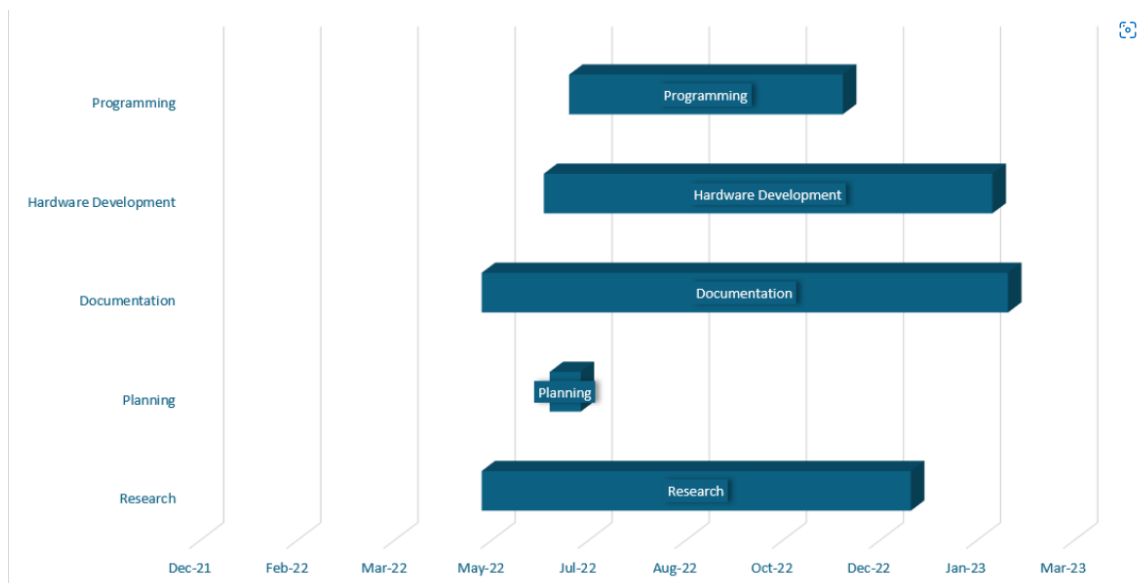 Programming
Programming
Hardware Development
Hardware Development
Documentation
Documentation
Planning
Planning
Research
Research
Dec-21 Feb-22 Mar-22 May-22 Jul-22 Aug-22 Oct-22 Dec-22 Jan-23 Mar-23